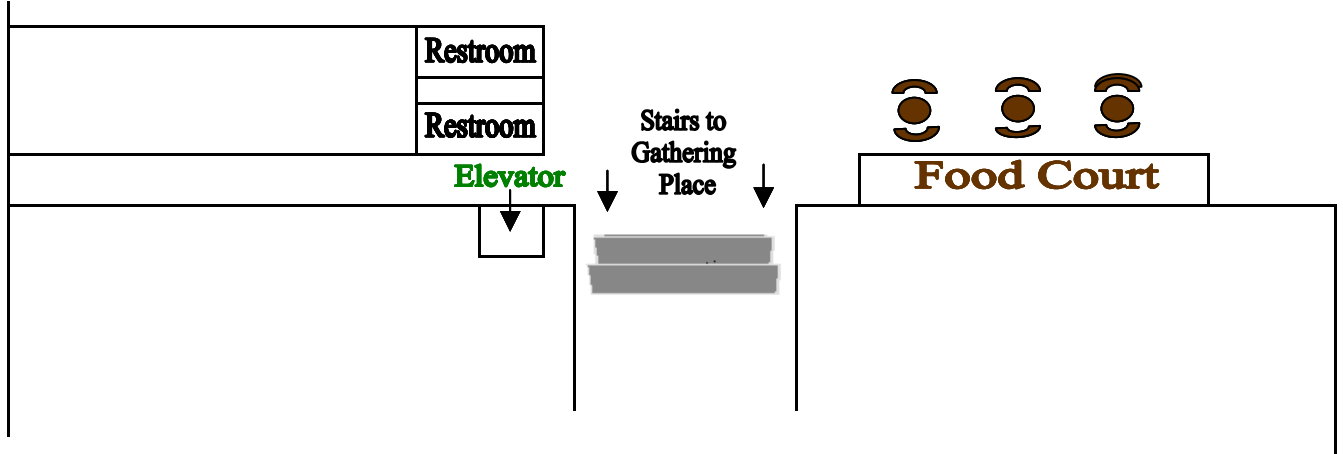 Restroom
Restroom
Elevator
Stairs to
Gathering
Place
Food Court